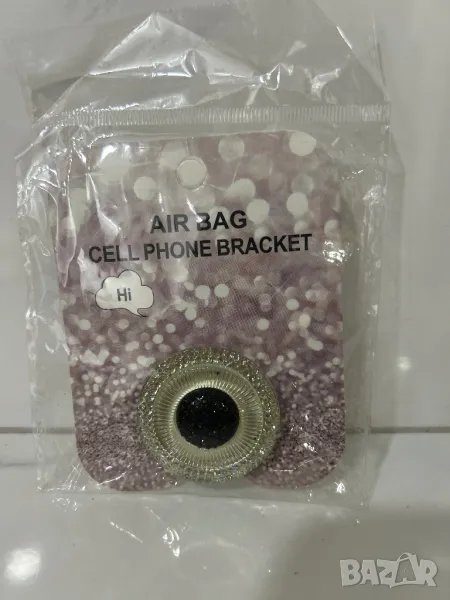 AIR BAG
CELL PHONE BRACKET
Hi
BAZAR